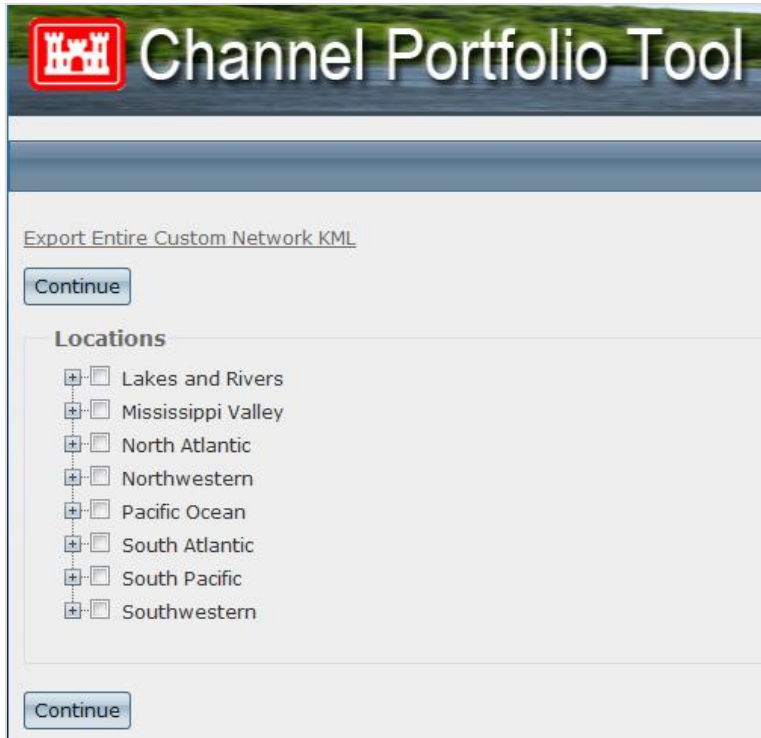 Channel Portfolio Tool
Export Entire Custom Network KML
Continue
Locations
Lakes and Rivers
Mississippi Valley
North Atlantic
Northwestern
Pacific Ocean
South Atlantic
South Pacific
Southwestern
Continue